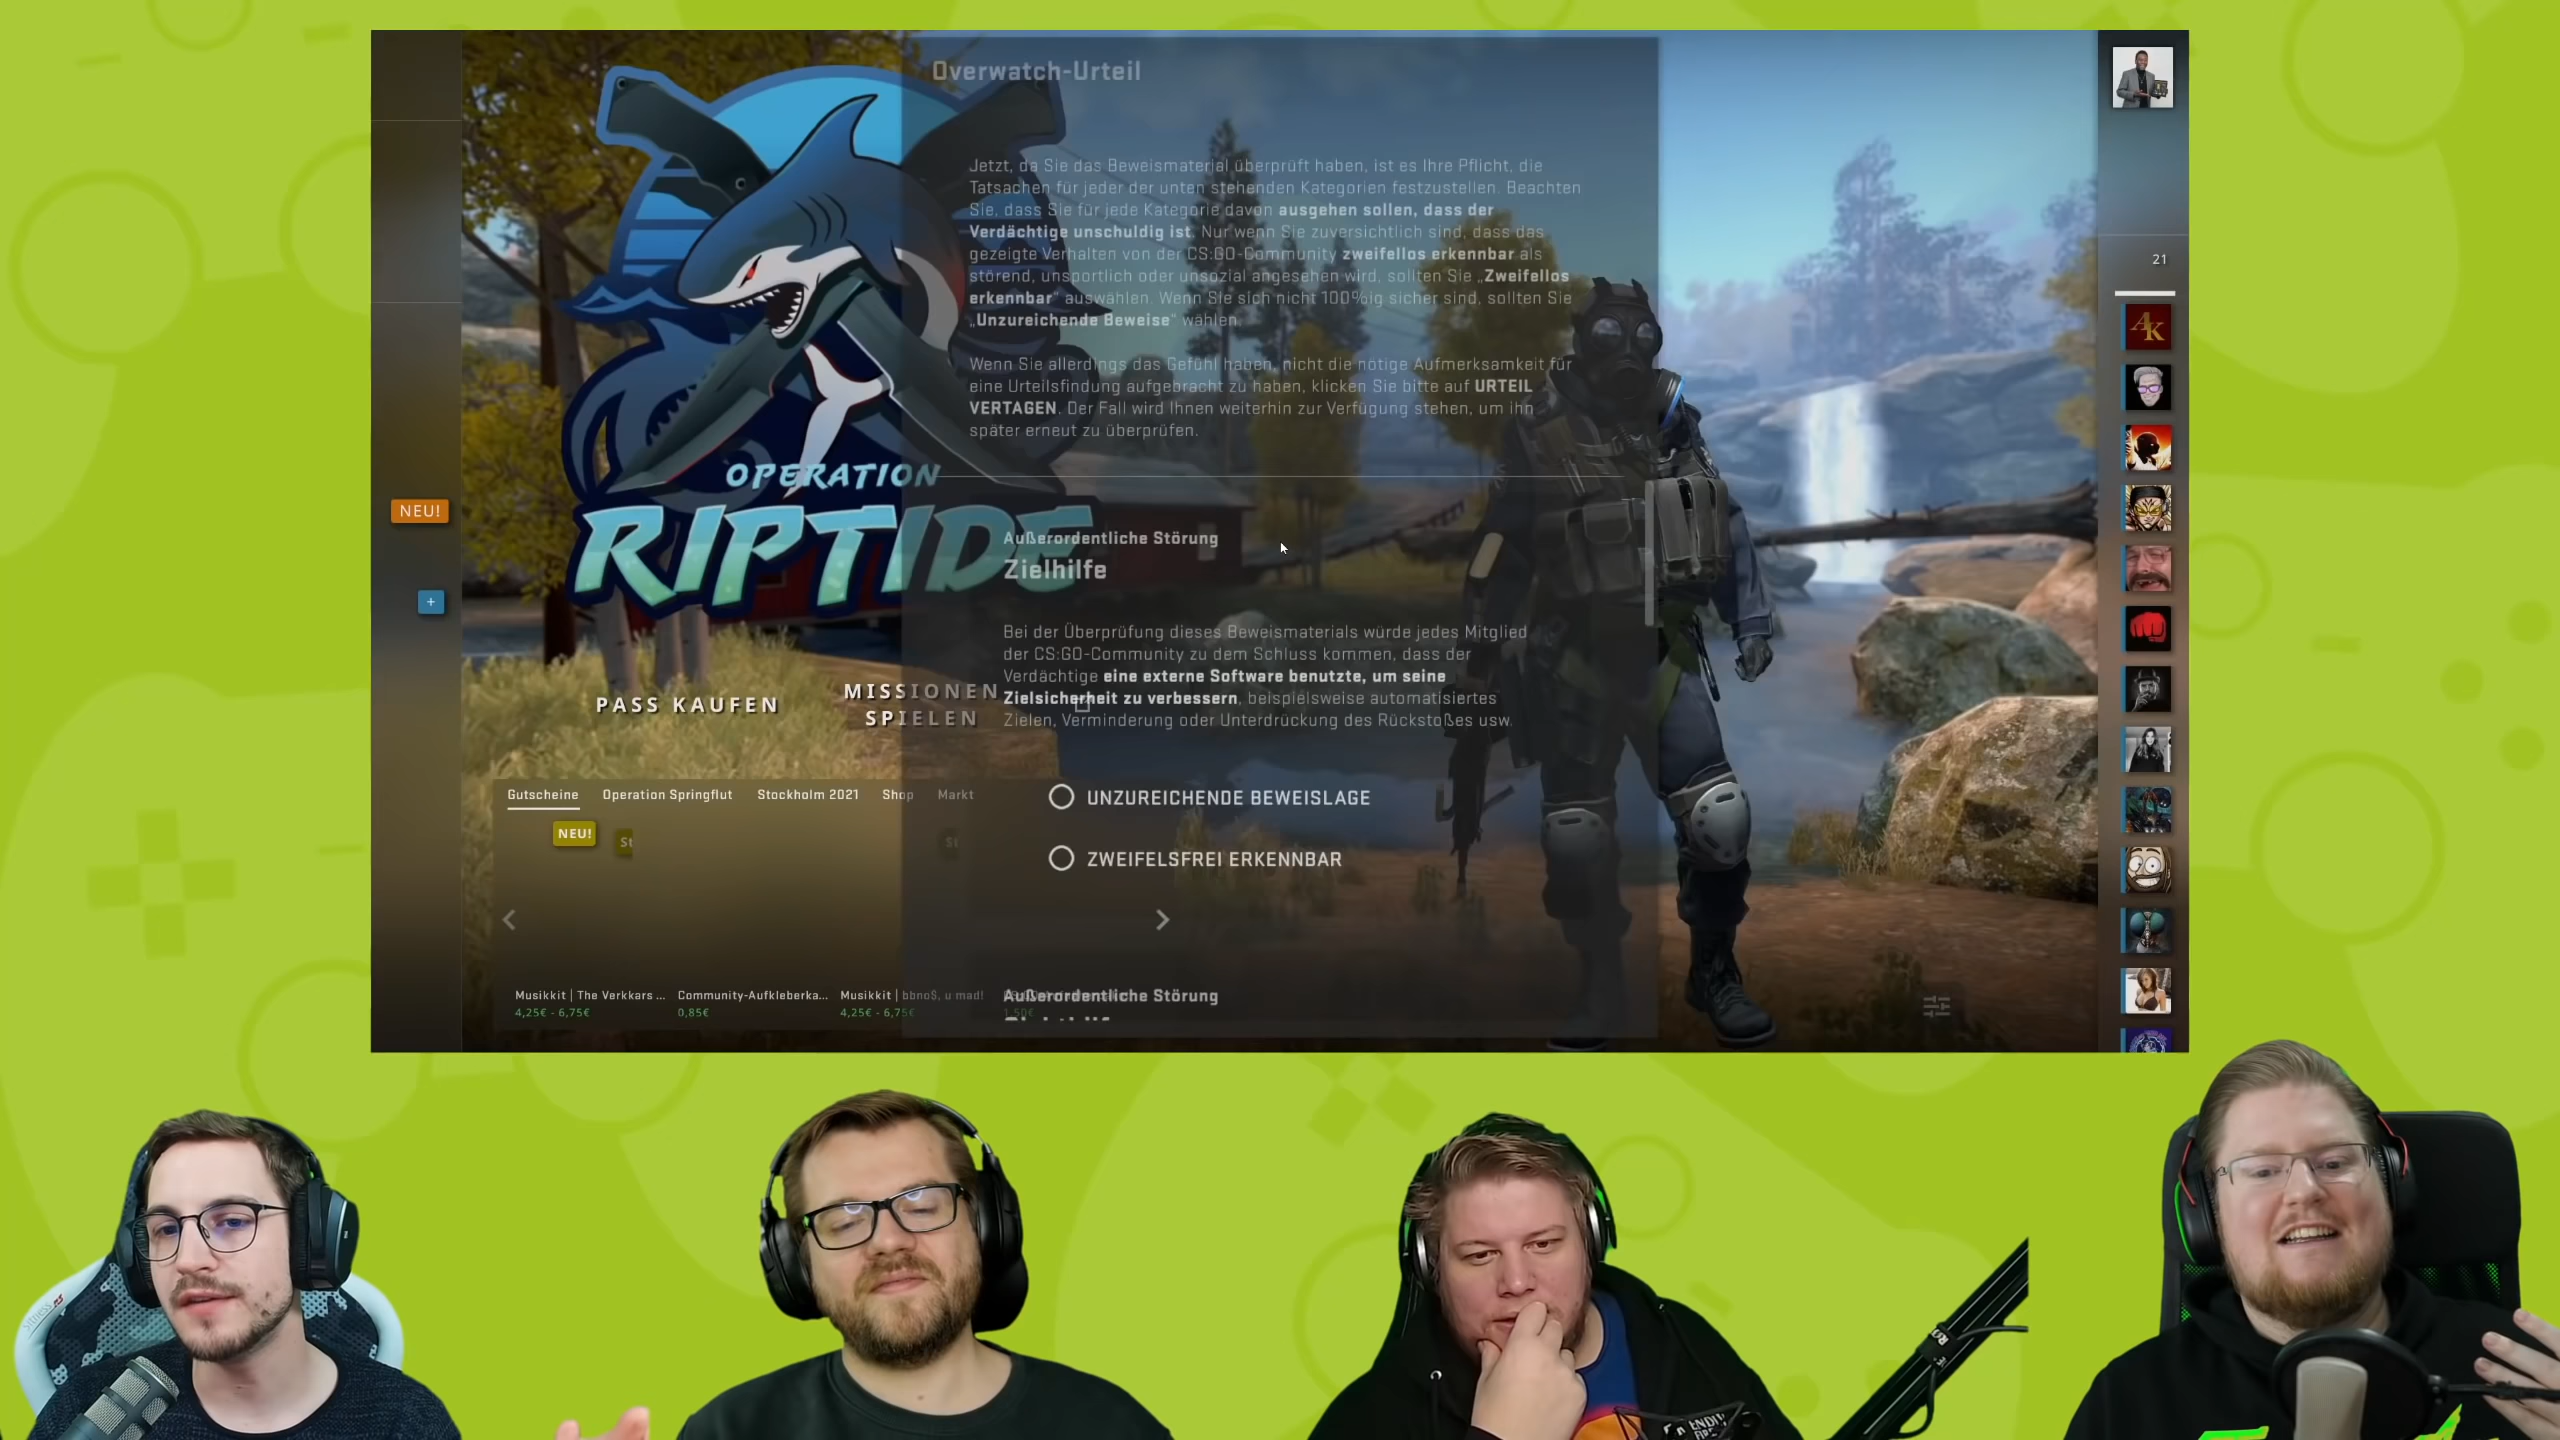 Overwatch-Urteil
Jetzt, da Sie das Beweismaterial überprüft haben, ist es Ihre Pflicht, die
Tatsachen für jeder der unten stehenden Kategorien festzustellen. Beachten
Sie, dass Sie für jede Kategorie davon ausgehen sollen, dass der
Verdächtige unschuldig ist. Nur wenn Sie zuversichtlich sind, dass das
gezeigte Verhalten von der CS:GO-Community zweifellos erkennbar als
störend, unsportlich oder unsozial angesehen wird, sollten Sie „Zweifellos
erkennbar“ auswählen. Wenn Sie sich nicht 100%ig sicher sind, sollten Sie
„Unzureichende Beweise“ wählen.
Wenn Sie allerdings das Gefühl haben, nicht die nötige Aufmerksamkeit für
eine Urteilsfindung aufgebracht zu haben, klicken Sie bitte auf URTEIL
VERTAGEN. Der Fall wird Ihnen weiterhin zur Verfügung stehen, um ihn
später erneut zu überprüfen.
21
AK
OPERATION
RIPTIDE
NEU!
+
Außerordentliche Störung
Zielhilfe
Bei der Überprüfung dieses Beweismaterials würde jedes Mitglied
der CS:GO-Community zu dem Schluss kommen, dass der
Verdächtige eine externe Software benutzte, um seine
Zielsicherheit zu verbessern, beispielsweise automatisiertes
Zielen, Verminderung oder Unterdrückung des Rückstoßes usw.
PASS KAUFEN
MISSIONEN
SPIELEN
UNZUREICHENDE BEWEISLAGE
ZWEIFELSFREI ERKENNBAR
Gutscheine Operation Springflut Stockholm 2021 Shop Markt
NEU! St St
Musikkit | The Verkkars ... Community-Aufkleberka... Musikkit | bbno$, u mad!
4,25€ - 6,75€ 0,85€ 4,25€ - 6,75€ 1,50€
Außerordentliche Störung